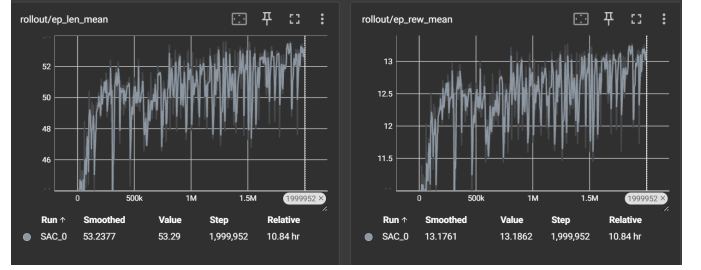 rollout/ep_len_mean
52
50
48
46
0 500k 1M 1.5M 1999952 ×
Run ↑ Smoothed Value Step Relative
SAC_0 53.2377 53.29 1,999,952 10.84 hr
rollout/ep_rew_mean
13
12.5
12
11.5
0 500k 1M 1.5M 1999952 ×
Run ↑ Smoothed Value Step Relative
SAC_0 13.1761 13.1862 1,999,952 10.84 hr